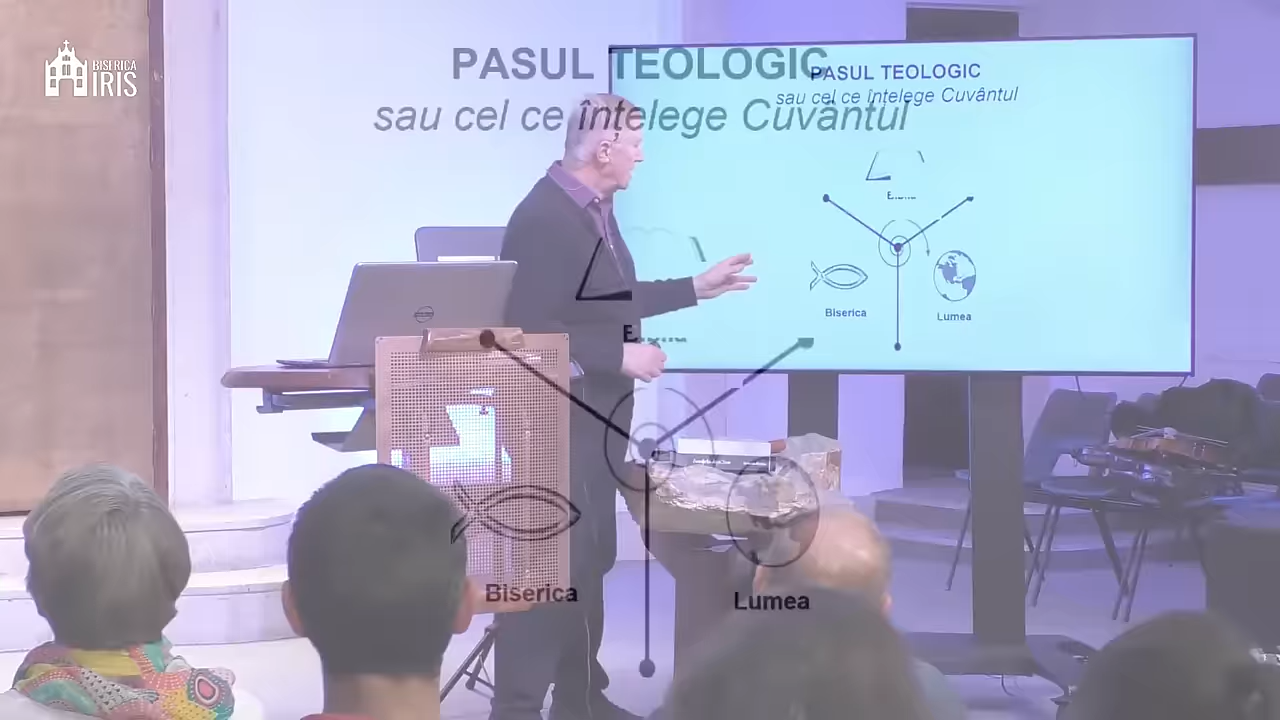 BISERICA
IRIS
PASUL TEOLOGIC
sau cel ce înțelege Cuvântul
Biserica
Lumea
PASUL TEOLOGIC
sau cel ce înțelege Cuvântul
Biserica
Lumea